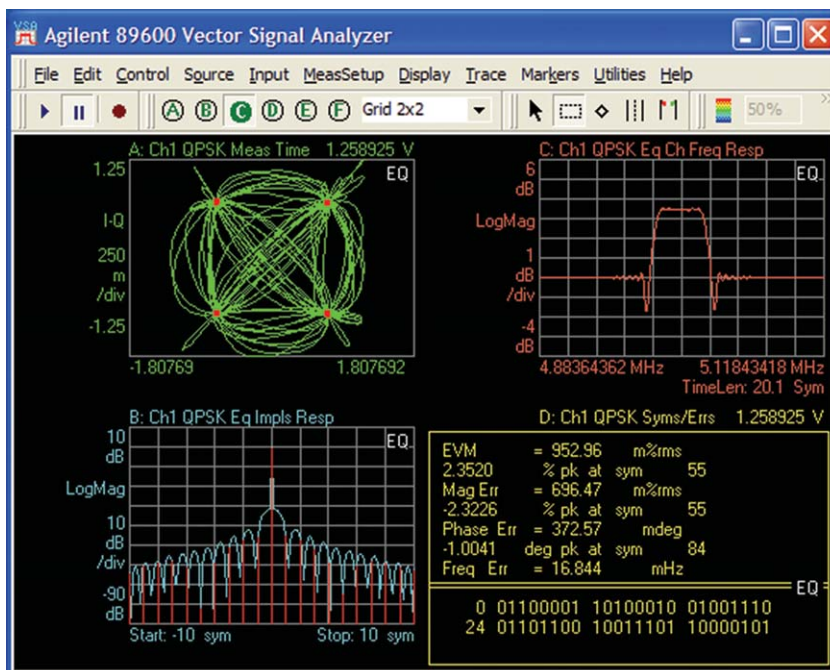 VSA
Agilent 89600 Vector Signal Analyzer
File Edit Control Source Input MeasSetup Display Trace Markers Utilities Help
A B C D E F Grid 2x2 50% »
A: Ch1 QPSK Meas Time 1.258925 V
1.25
EQ
I-Q
250
m
/div
-1.25
-1.80769 1.807692
C: Ch1 QPSK Eq Ch Freq Resp
6
dB
EQ
LogMag
1
dB
/div
-4
dB
4.88364362 MHz 5.11843418 MHz
TimeLen: 20.1 Sym
B: Ch1 QPSK Eq Impls Resp
10
dB
EQ
LogMag
10
dB
/div
-90
dB
Start: -10 sym Stop: 10 sym
D: Ch1 QPSK Syms/Errs 1.258925 V
EVM = 952.96 m%rms
2.3520 % pk at sym 55
Mag Err = 696.47 m%rms
-2.3226 % pk at sym 55
Phase Err = 372.57 mdeg
-1.0041 deg pk at sym 84
Freq Err = 16.844 mHz
EQ
0 01100001 10100010 01001110
24 01101100 10011101 10000101